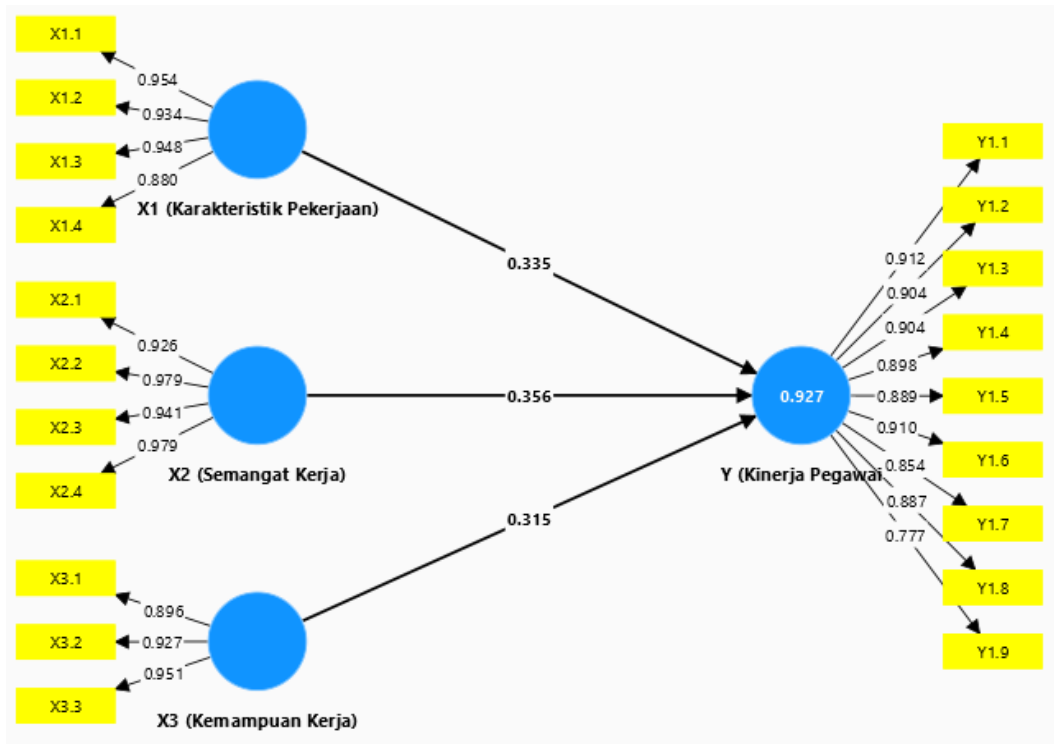 X1.1
0.954
X1.2
0.934
X1.3
0.948
0.880
X1.4
X1 (Karakteristik Pekerjaan)
0.335
X2.1
0.926
X2.2
0.979
0.941
X2.3
0.979
X2.4
X2 (Semangat Kerja)
0.356
X3.1
0.896
X3.2
0.927
0.951
X3.3
X3 (Kemampuan Kerja)
0.315
0.927
Y (Kinerja Pegawai
Y1.1
0.912
Y1.2
0.904
Y1.3
0.904
Y1.4
0.898
Y1.5
0.889
0.910
Y1.6
0.854
0.887
Y1.7
0.777
Y1.8
Y1.9